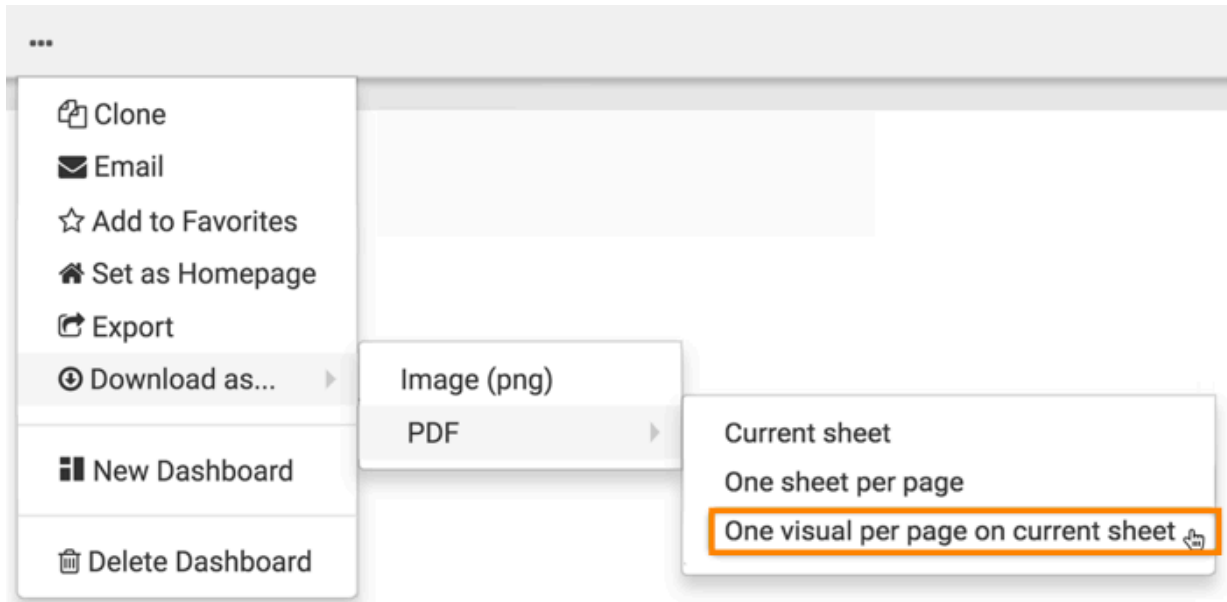 ...
Clone
Email
Add to Favorites
Set as Homepage
Export
Download as...
Image (png)
PDF
Current sheet
One sheet per page
One visual per page on current sheet
New Dashboard
Delete Dashboard